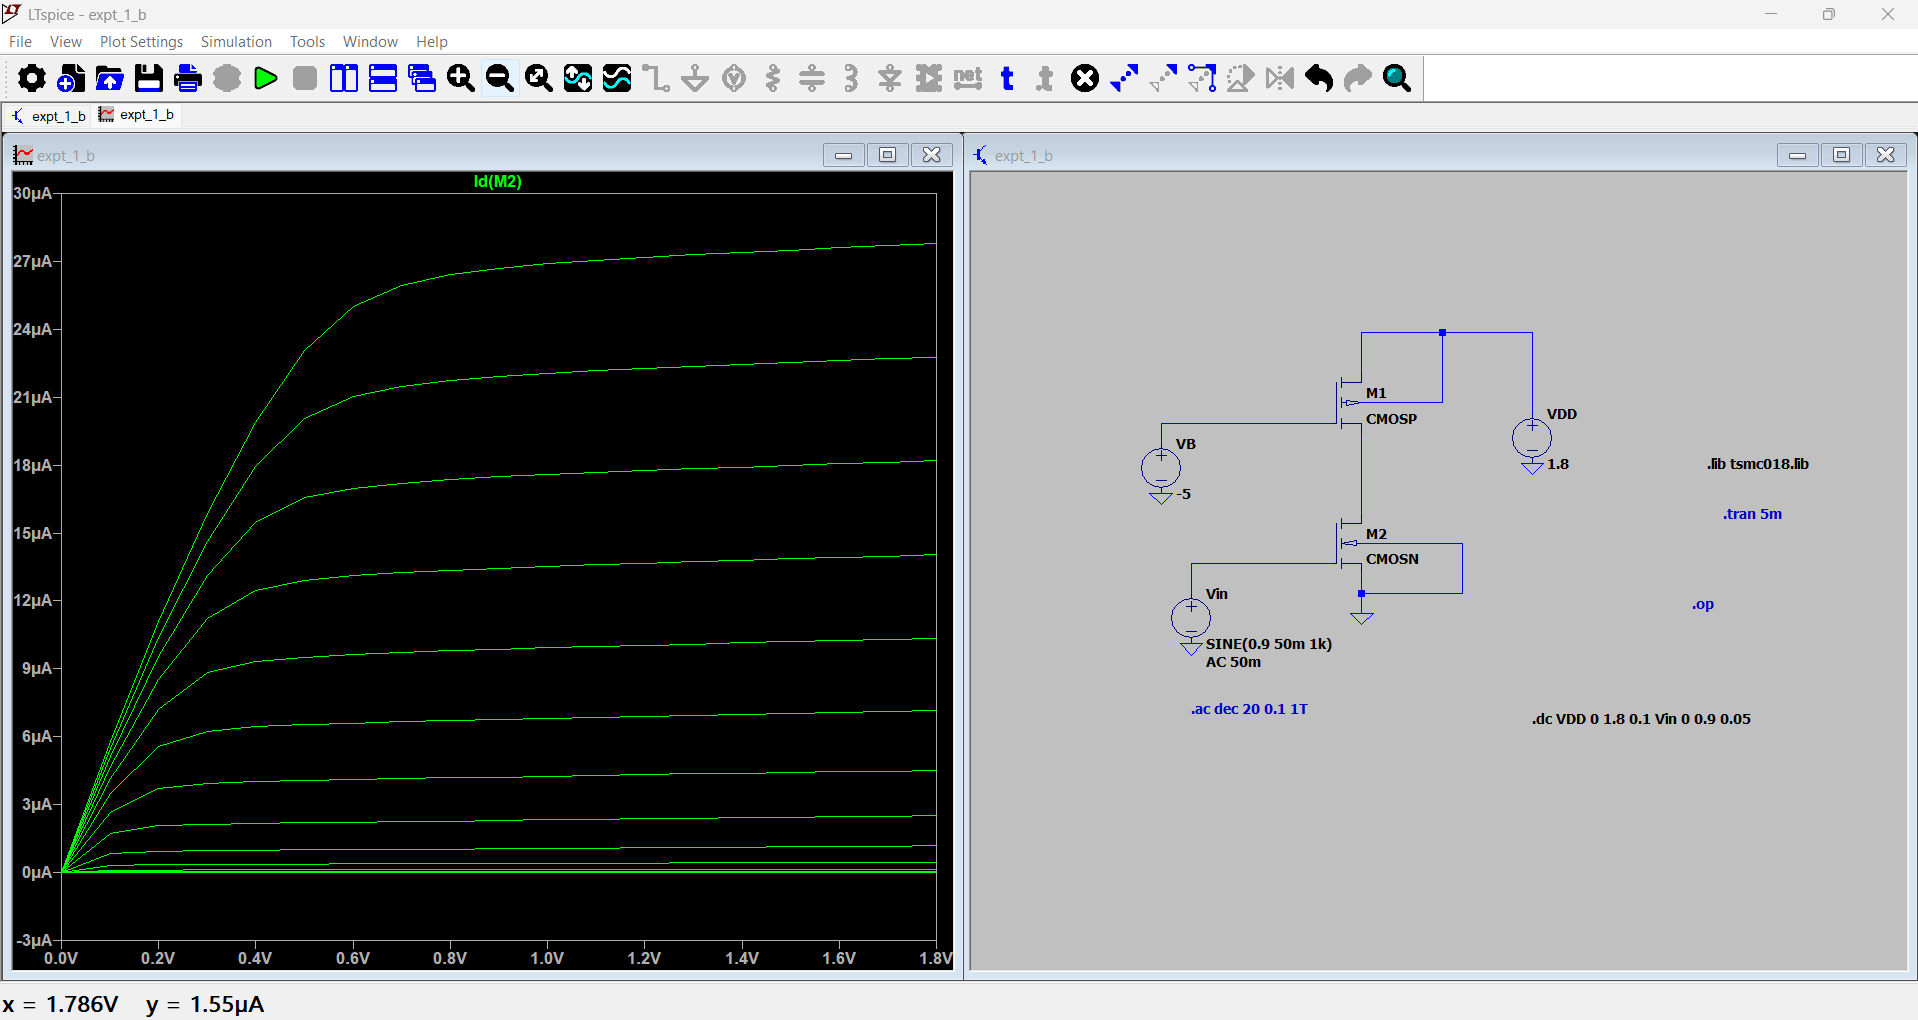 LTspice - expt_1_b
File View Plot Settings Simulation Tools Window Help
net t .t
expt_1_b expt_1_b
expt_1_b
Id(M2)
30µA
27µA
24µA
21µA
18µA
15µA
12µA
9µA
6µA
3µA
0µA
-3µA
0.0V 0.2V 0.4V 0.6V 0.8V 1.0V 1.2V 1.4V 1.6V 1.8V
expt_1_b
M1
CMOSP
VDD
1.8
VB
-5
.lib tsmc018.lib
.tran 5m
M2
CMOSN
Vin
SINE(0.9 50m 1k)
AC 50m
.op
.ac dec 20 0.1 1T
.dc VDD 0 1.8 0.1 Vin 0 0.9 0.05
x = 1.786V y = 1.55µA